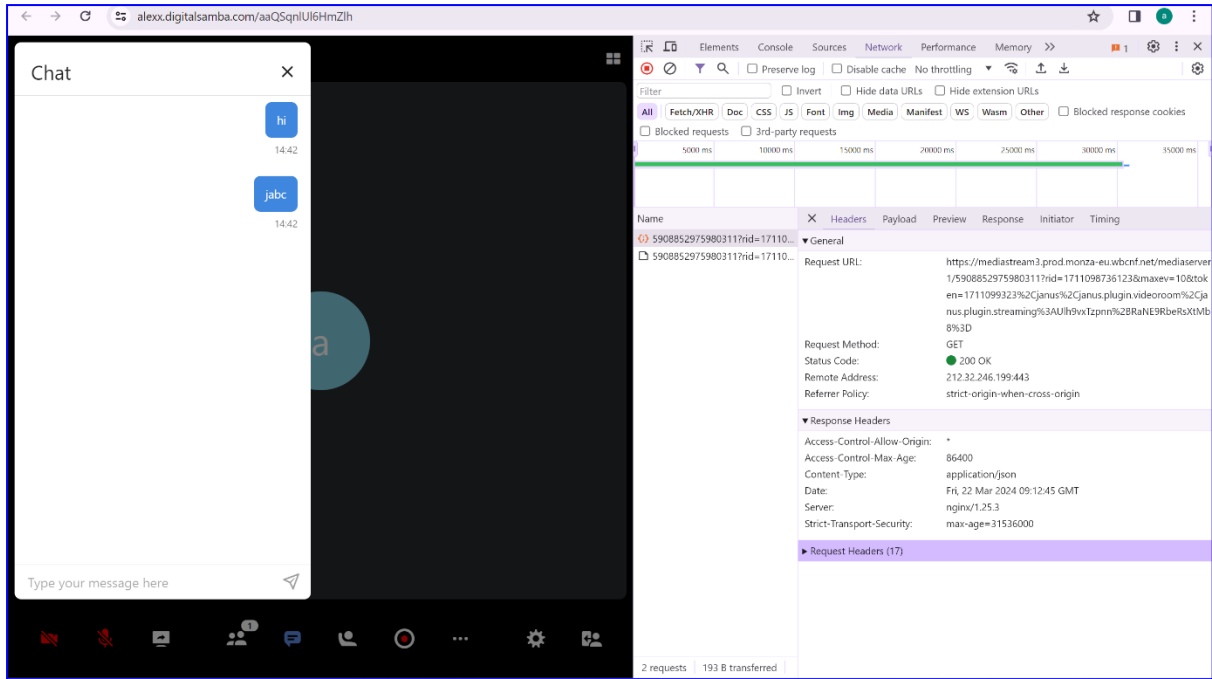 alexx.digitalsamba.com/aaQSqnlUl6HmZlh
a
Chat
hi
14:42
jabc
14:42
a
Type your message here
1
Elements Console Sources Network Performance Memory
1
Preserve log Disable cache No throttling
Filter
Invert Hide data URLs Hide extension URLs
All Fetch/XHR Doc CSS JS Font Img Media Manifest WS Wasm Other Blocked response cookies
Blocked requests 3rd-party requests
5000 ms 10000 ms 15000 ms 20000 ms 25000 ms 30000 ms 35000 ms
Name
5908852975980311?rid=17110...
5908852975980311?rid=17110...
Headers Payload Preview Response Initiator Timing
General
Request URL: https://mediastream3.prod.monza-eu.wbcnf.net/mediaserver
1/5908852975980311?rid=1711098736123&maxev=10&tok
en=1711099323%2Cjanus%2Cjanus.plugin.videoroom%2Cja
nus.plugin.streaming%3AUlh9vxTzpnn%2BRaNE9RbeRsXtMb
8%3D
Request Method: GET
Status Code: 200 OK
Remote Address: 212.32.246.199:443
Referrer Policy: strict-origin-when-cross-origin
Response Headers
Access-Control-Allow-Origin: *
Access-Control-Max-Age: 86400
Content-Type: application/json
Date: Fri, 22 Mar 2024 09:12:45 GMT
Server: nginx/1.25.3
Strict-Transport-Security: max-age=31536000
Request Headers (17)
2 requests 193 B transferred